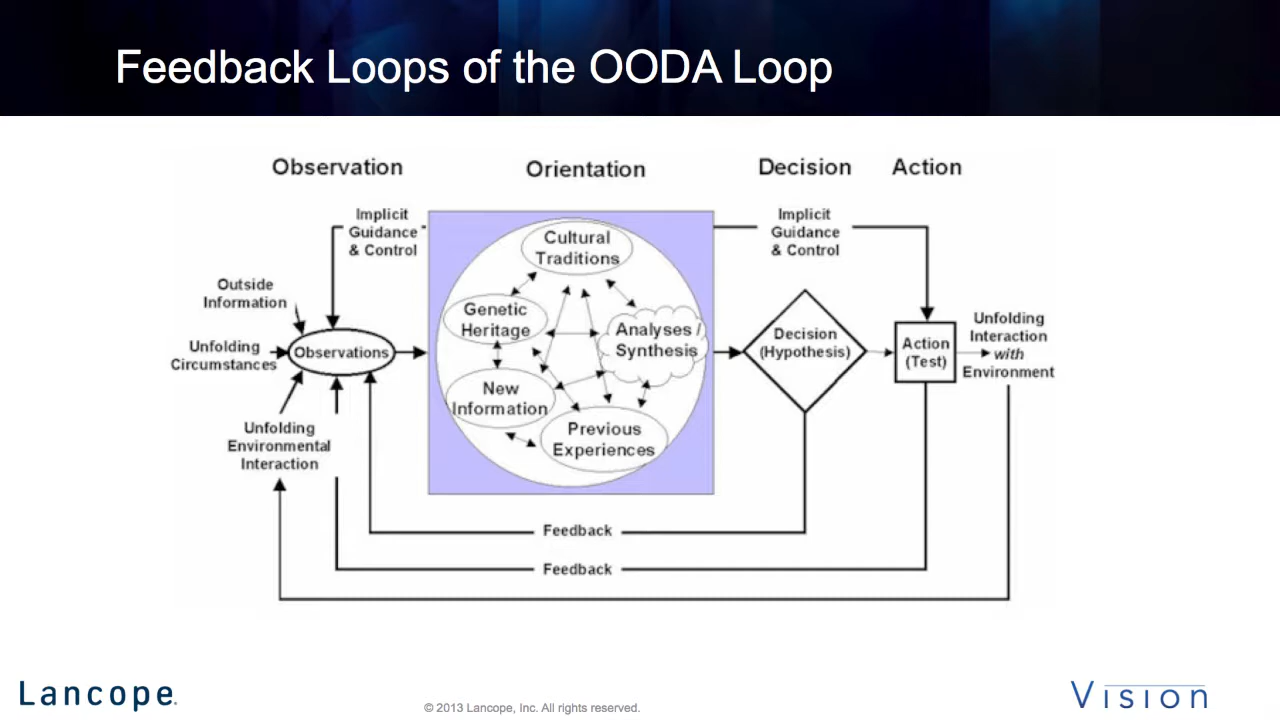 Feedback Loops of the OODA Loop
Observation
Orientation
Decision
Action
Implicit
Guidance
& Control
Implicit
Guidance
& Control
Outside
Information
Unfolding
Circumstances
Observations
Unfolding
Environmental
Interaction
Cultural
Traditions
Genetic
Heritage
Analyses /
Synthesis
New
Information
Previous
Experiences
Decision
(Hypothesis)
Action
(Test)
Unfolding
Interaction
with
Environment
Feedback
Feedback
Lancope.
© 2013 Lancope, Inc. All rights reserved.
Vision